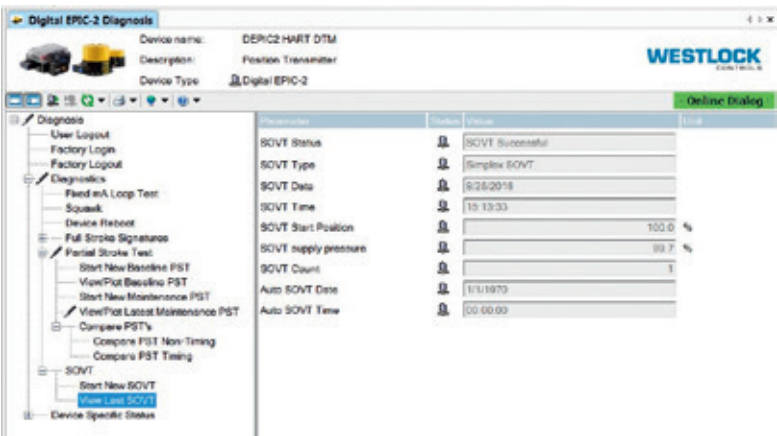 Digital EPIC-2 Diagnosis
Device name: DEPIC2 HART DTM
Description: Position Transmitter
Device Type Digital EPIC-2
WESTLOCK
CONTROLS
Online Dialog
Diagnosis
User Logout
Factory Login
Factory Logout
Diagnostics
Fixed mA Loop Test
Squawk
Device Reboot
Full Stroke Signatures
Partial Stroke Test
Start New Baseline PST
View/Plot Baseline PST
Start New Maintenance PST
View/Plot Latest Maintenance PST
Compare PST's
Compare PST Non-Timing
Compare PST Timing
SOVT
Start New SOVT
View Last SOVT
Device Specific Status
Parameter Status Value Unit
SOVT Status SOVT Successful
SOVT Type Simplex SOVT
SOVT Date 9/26/2018
SOVT Time 15:13:33
SOVT Start Position 100.0 %
SOVT supply pressure %
SOVT Count 1
Auto SOVT Date 1/1/1970
Auto SOVT Time 00:00:00